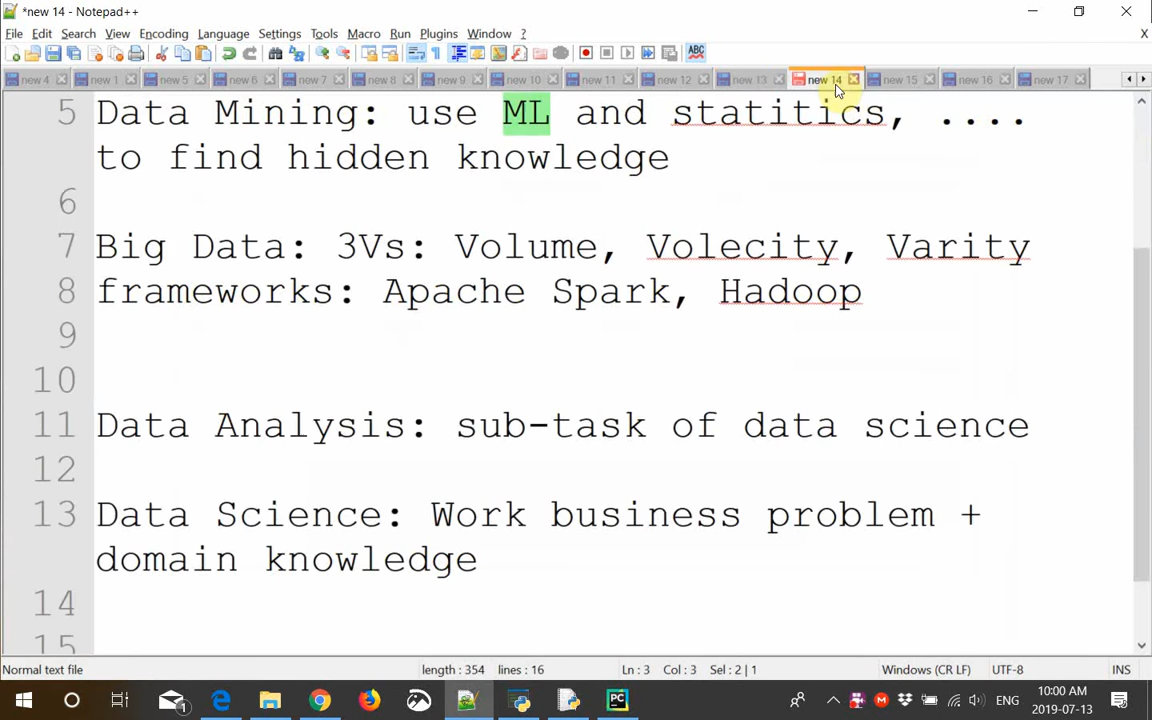 *new 14 - Notepad++
File Edit Search View Encoding Language Settings Tools Macro Run Plugins Window ?
new 4 new 1 new 5 new 6 new 7 new 8 new 9 new 10 new 11 new 12 new 13 new 14 new 15 new 16 new 17
5 Data Mining: use ML and statitics, ....
to find hidden knowledge
6
7 Big Data: 3Vs: Volume, Volecity, Varity
8 frameworks: Apache Spark, Hadoop
9
10
11 Data Analysis: sub-task of data science
12
13 Data Science: Work business problem +
domain knowledge
14
15
Normal text file length : 354 lines : 16 Ln : 3 Col : 3 Sel : 2 | 1 Windows (CR LF) UTF-8 INS
ENG 10:00 AM
2019-07-13